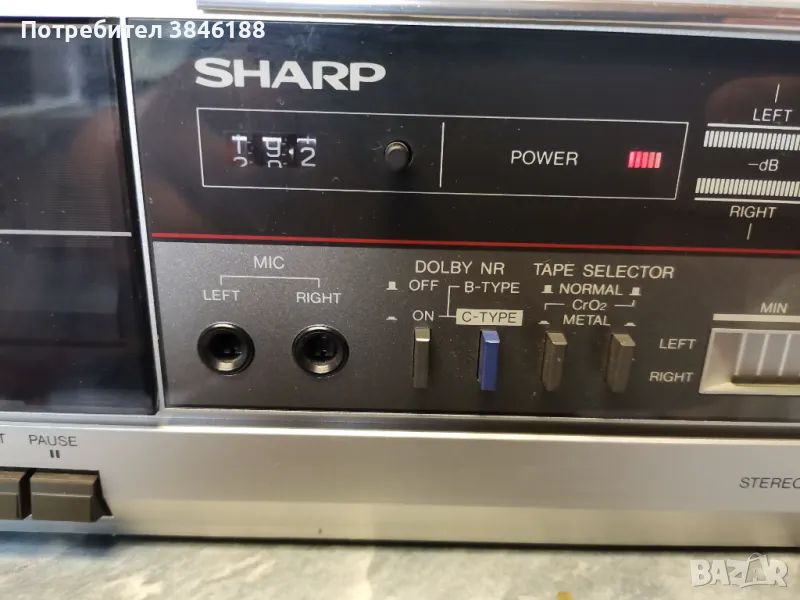 Потребител 3846188
SHARP
POWER
LEFT
-dB
RIGHT
MIC
LEFT
RIGHT
DOLBY NR
OFF
B-TYPE
ON
C-TYPE
TAPE SELECTOR
NORMAL
CrO2
METAL
MIN
LEFT
RIGHT
PAUSE
STEREO
BAZAR